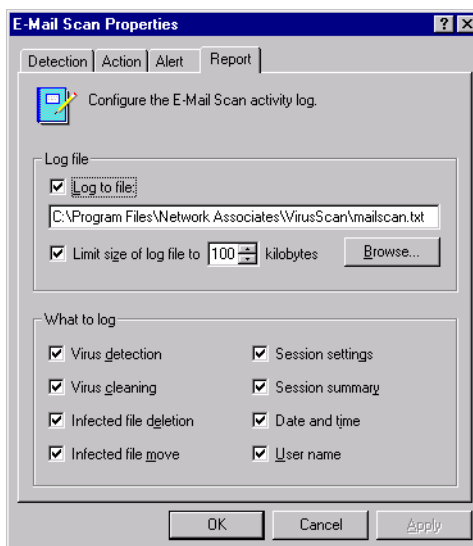 E-Mail Scan Properties
Detection Action Alert Report
Configure the E-Mail Scan activity log.
Log file
Log to file:
C:\Program Files\Network Associates\VirusScan\mailscan.txt
Limit size of log file to 100 kilobytes Browse...
What to log
Virus detection Session settings
Virus cleaning Session summary
Infected file deletion Date and time
Infected file move User name
OK Cancel Apply